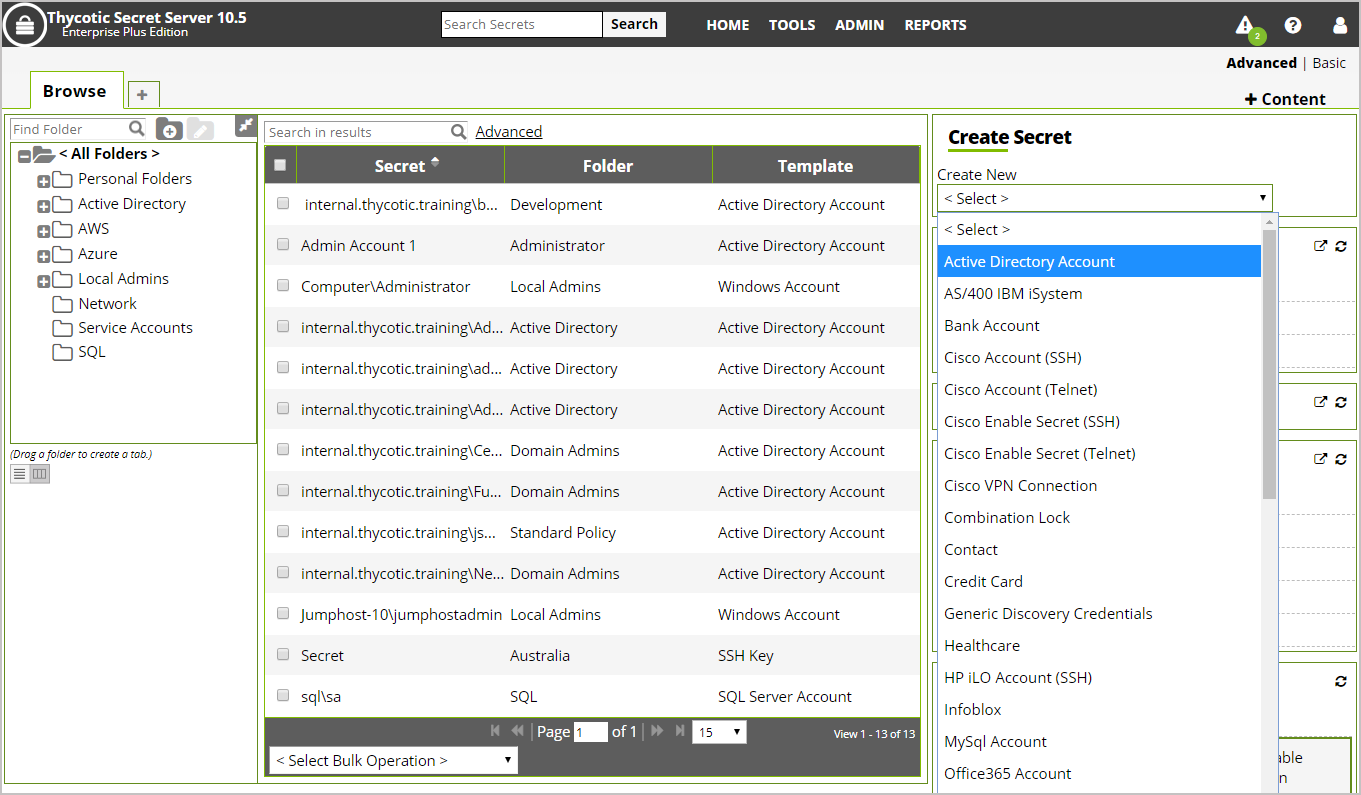 Thycotic Secret Server 10.5
Enterprise Plus Edition
Search Secrets
Search
HOME TOOLS ADMIN REPORTS
2
Advanced | Basic
Browse
+
+ Content
Find Folder
< All Folders >
Personal Folders
Active Directory
AWS
Azure
Local Admins
Network
Service Accounts
SQL
(Drag a folder to create a tab.)
Search in results
Advanced
Secret Folder Template
internal.thycotic.training\b... Development Active Directory Account
Admin Account 1 Administrator Active Directory Account
Computer\Administrator Local Admins Windows Account
internal.thycotic.training\Ad... Active Directory Active Directory Account
internal.thycotic.training\ad... Active Directory Active Directory Account
internal.thycotic.training\Ad... Active Directory Active Directory Account
internal.thycotic.training\Ce... Domain Admins Active Directory Account
internal.thycotic.training\Fu... Domain Admins Active Directory Account
internal.thycotic.training\js... Standard Policy Active Directory Account
internal.thycotic.training\Ne... Domain Admins Active Directory Account
Jumphost-10\jumphostadmin Local Admins Windows Account
Secret Australia SSH Key
sql\sa SQL SQL Server Account
Page 1 of 1
15
View 1 - 13 of 13
< Select Bulk Operation >
Create Secret
Create New
< Select >
< Select >
Active Directory Account
AS/400 IBM iSystem
Bank Account
Cisco Account (SSH)
Cisco Account (Telnet)
Cisco Enable Secret (SSH)
Cisco Enable Secret (Telnet)
Cisco VPN Connection
Combination Lock
Contact
Credit Card
Generic Discovery Credentials
Healthcare
HP iLO Account (SSH)
Infoblox
MySql Account
Office365 Account